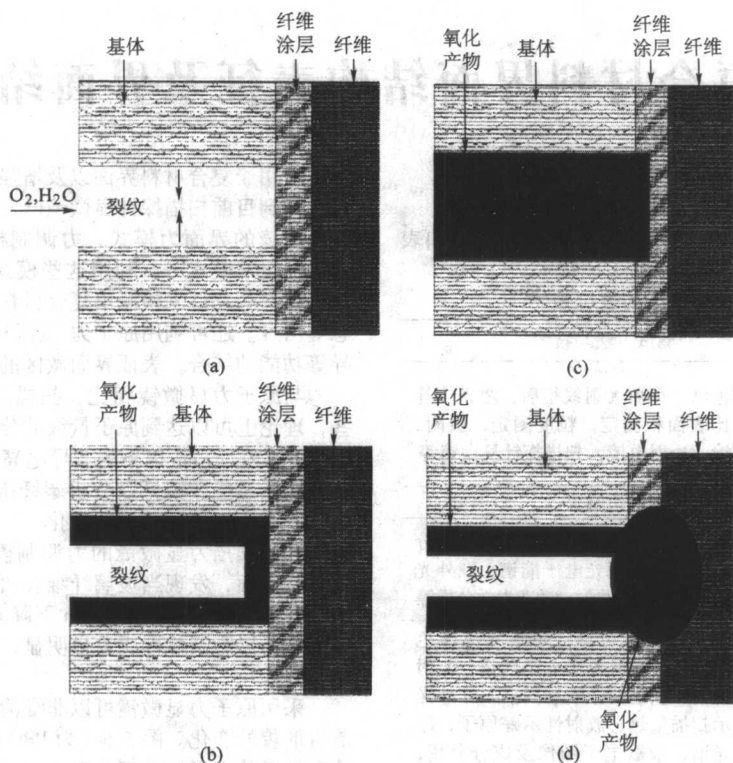 基体
纤维
涂层
纤维
O2,H2O
裂纹
(a)
氧化
产物
基体
纤维
涂层
纤维
(c)
氧化
产物
基体
纤维
涂层
纤维
裂纹
(b)
氧化
产物
基体
纤维
涂层
纤维
裂纹
氧化
产物
(d)